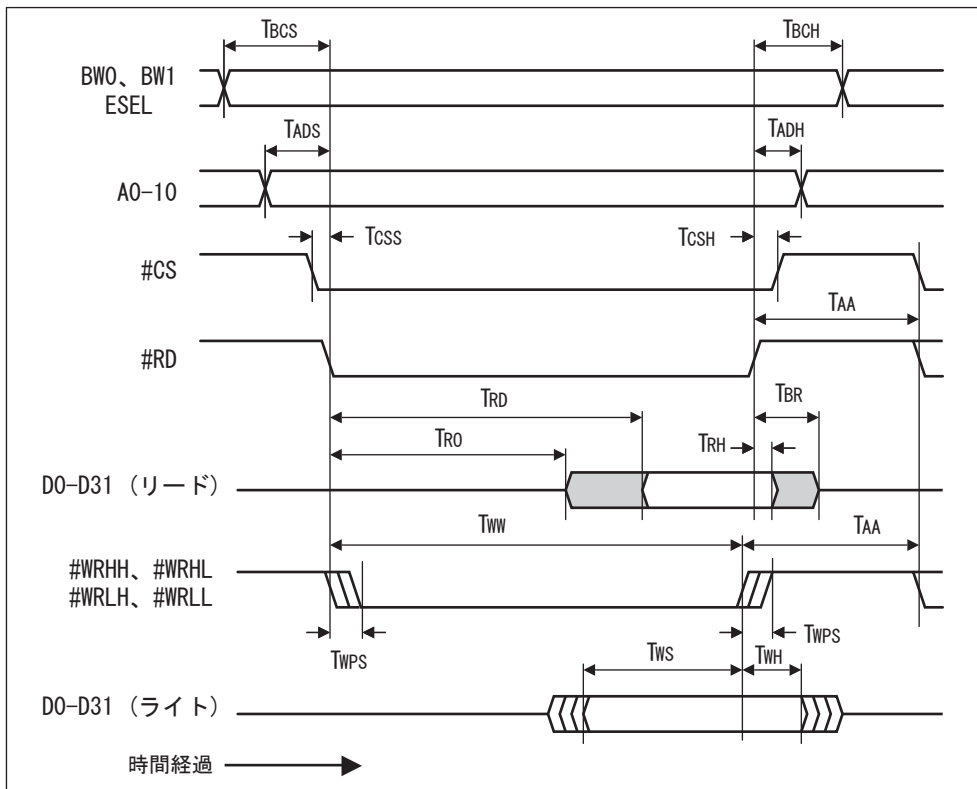 TBCS TBCH
BW0、BW1
ESEL
TADS TADH
A0-10
TCSS TCSH
#CS
TAA
#RD
TRD TBR
TRO TRH
D0-D31 (リード)
TWW TAA
#WRHH、#WRHL
#WRLH、#WRLL
TWPS TWPS
TWS TWH
D0-D31 (ライト)
時間経過